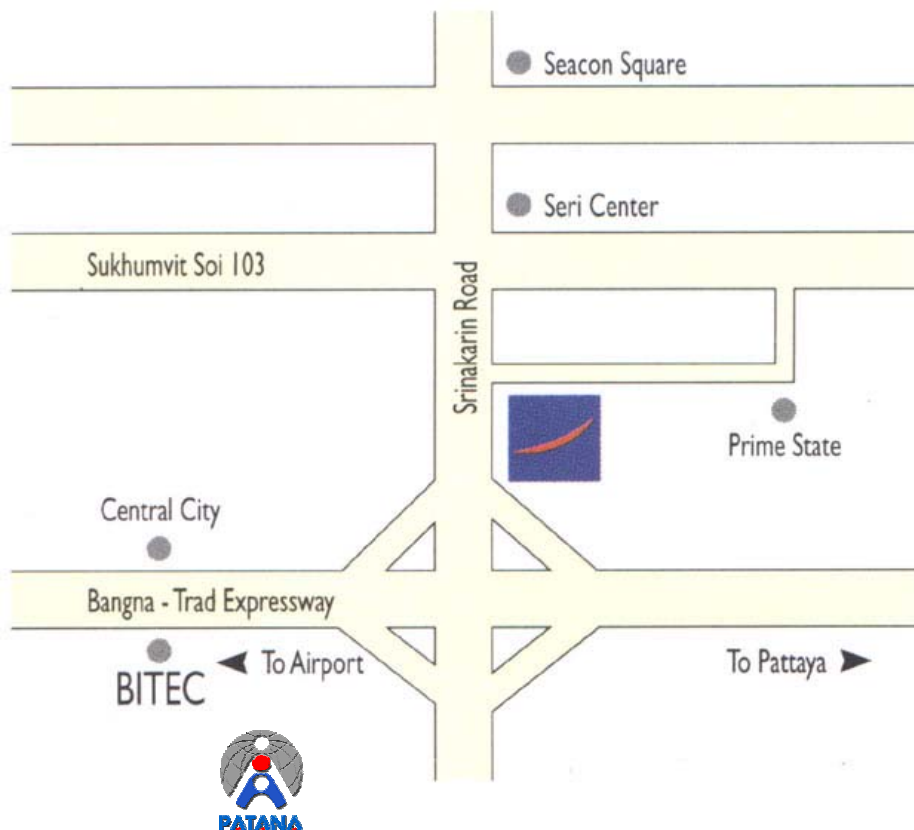 Seacon Square
Seri Center
Sukhumvit Soi 103
Srinakarin Road
Prime State
Central City
Bangna - Trad Expressway
To Airport
To Pattaya
BITEC
PATANA